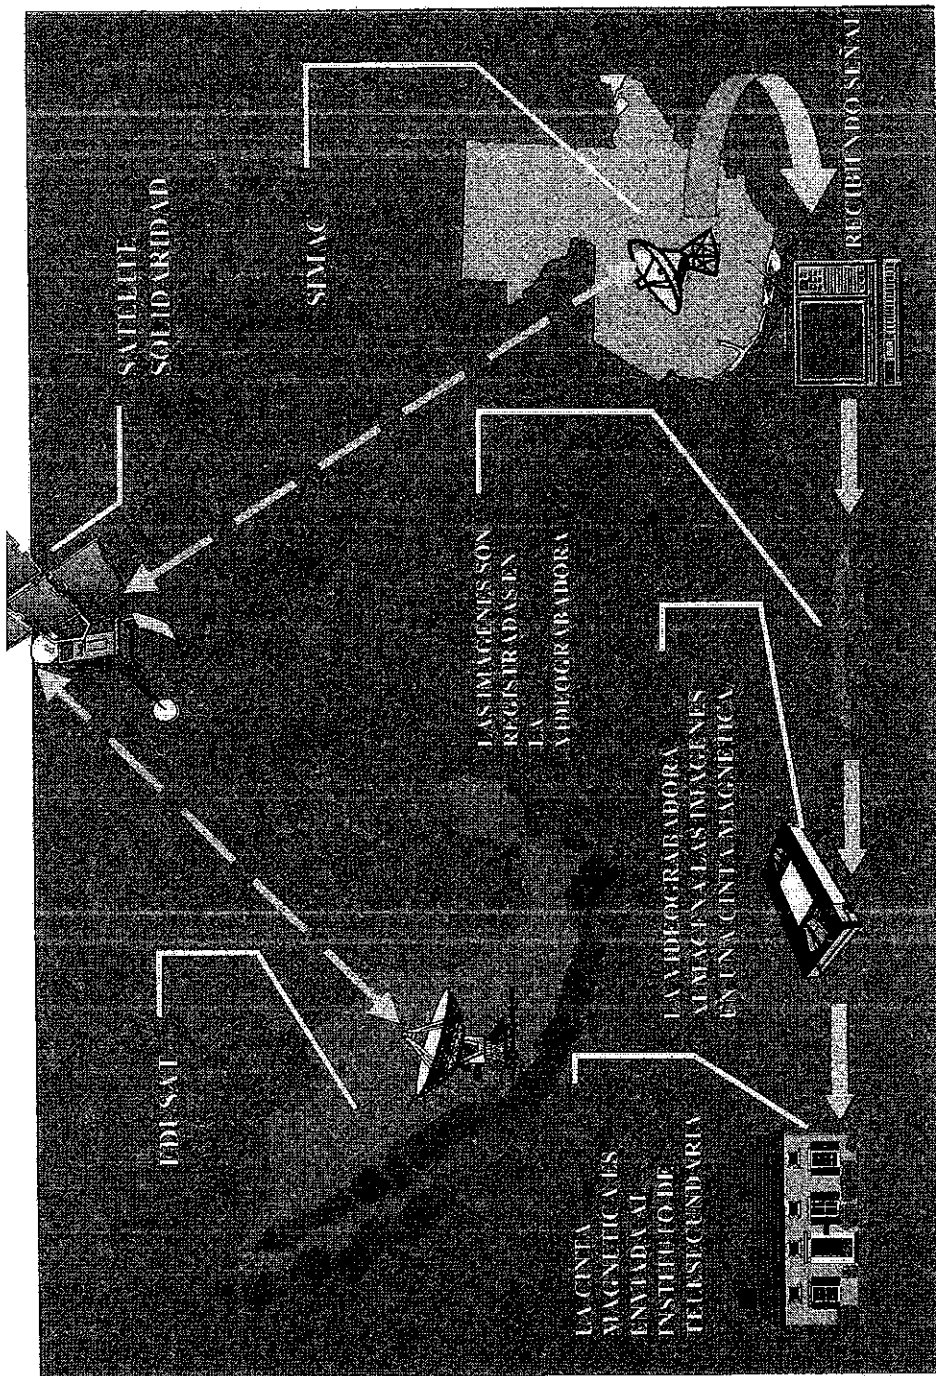 EDUSAT
SATELITE
SOLIDARIDAD
SIMAC
LAS IMÁGENES SON
REGISTRADAS EN
LA
VIDEOGRABADORA
LA VIDEOGRABADORA
ALMACENA LAS IMAGENES
EN UNA CINTA MAGNETICA
LA CINTA
MAGNETICA ES
ENVIADA AL
INSTITUTO DE
TELESECUNDARIA
RECIBIENDO SEÑAL